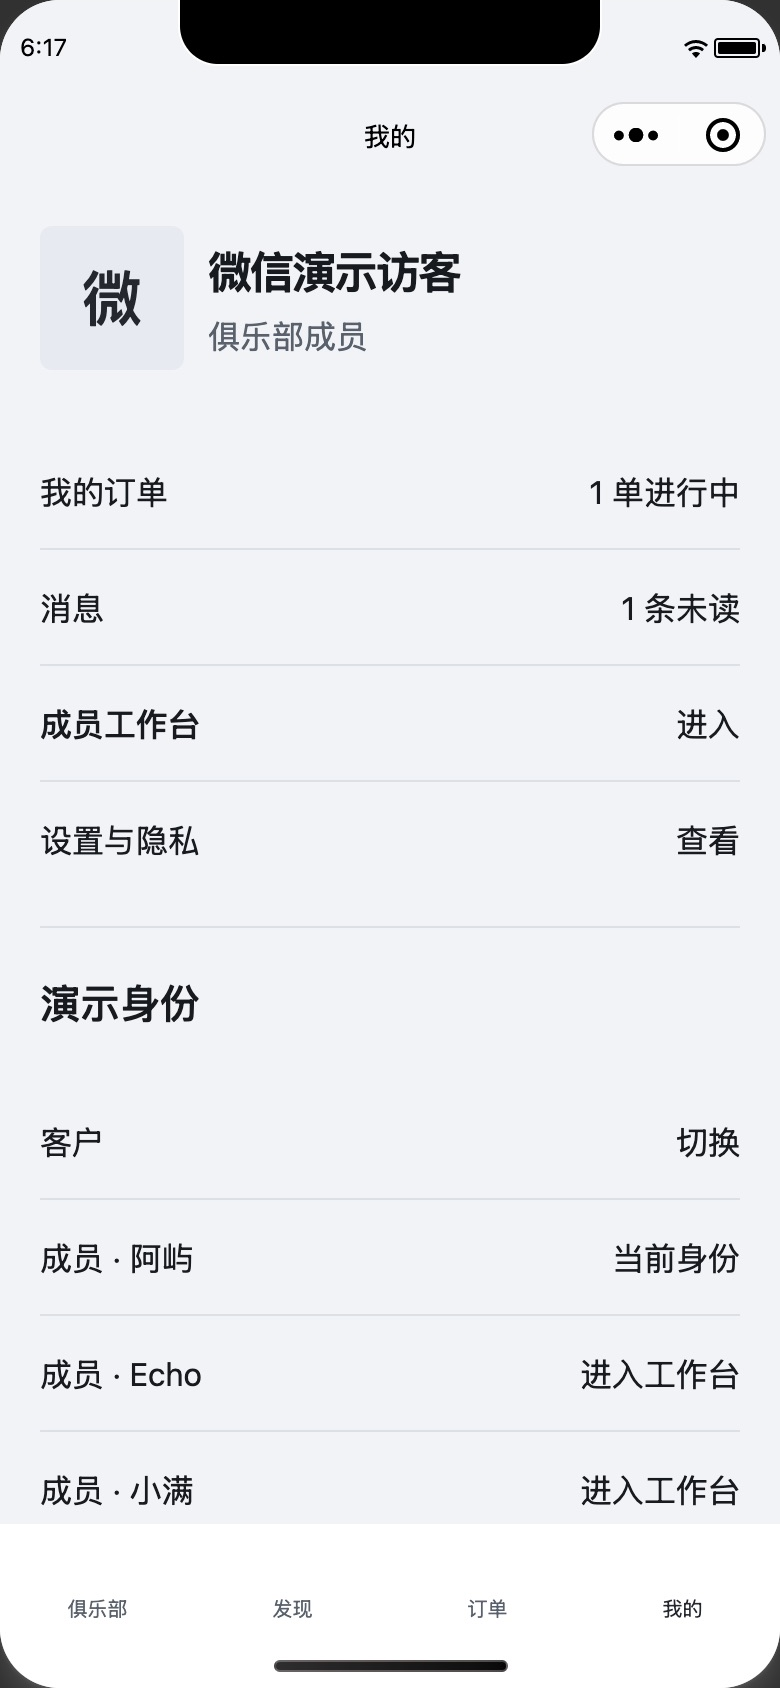 6:17
我的
微
微信演示访客
俱乐部成员
我的订单 1 单进行中
消息 1 条未读
成员工作台 进入
设置与隐私 查看
演示身份
客户 切换
成员 · 阿屿 当前身份
成员 · Echo 进入工作台
成员 · 小满 进入工作台
俱乐部 发现 订单 我的